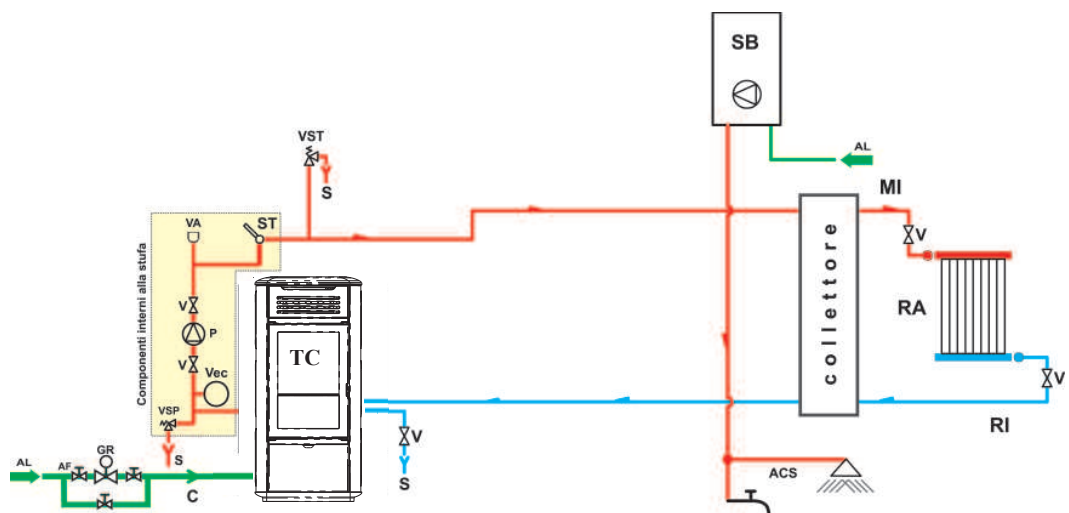 SB
AL
VST
S
MI
VA
ST
V
Componenti interni alla stufa
V
P
V
Vec
VSP
TC
collettore
RA
V
RI
S
V
S
AL
AF
GR
C
ACS